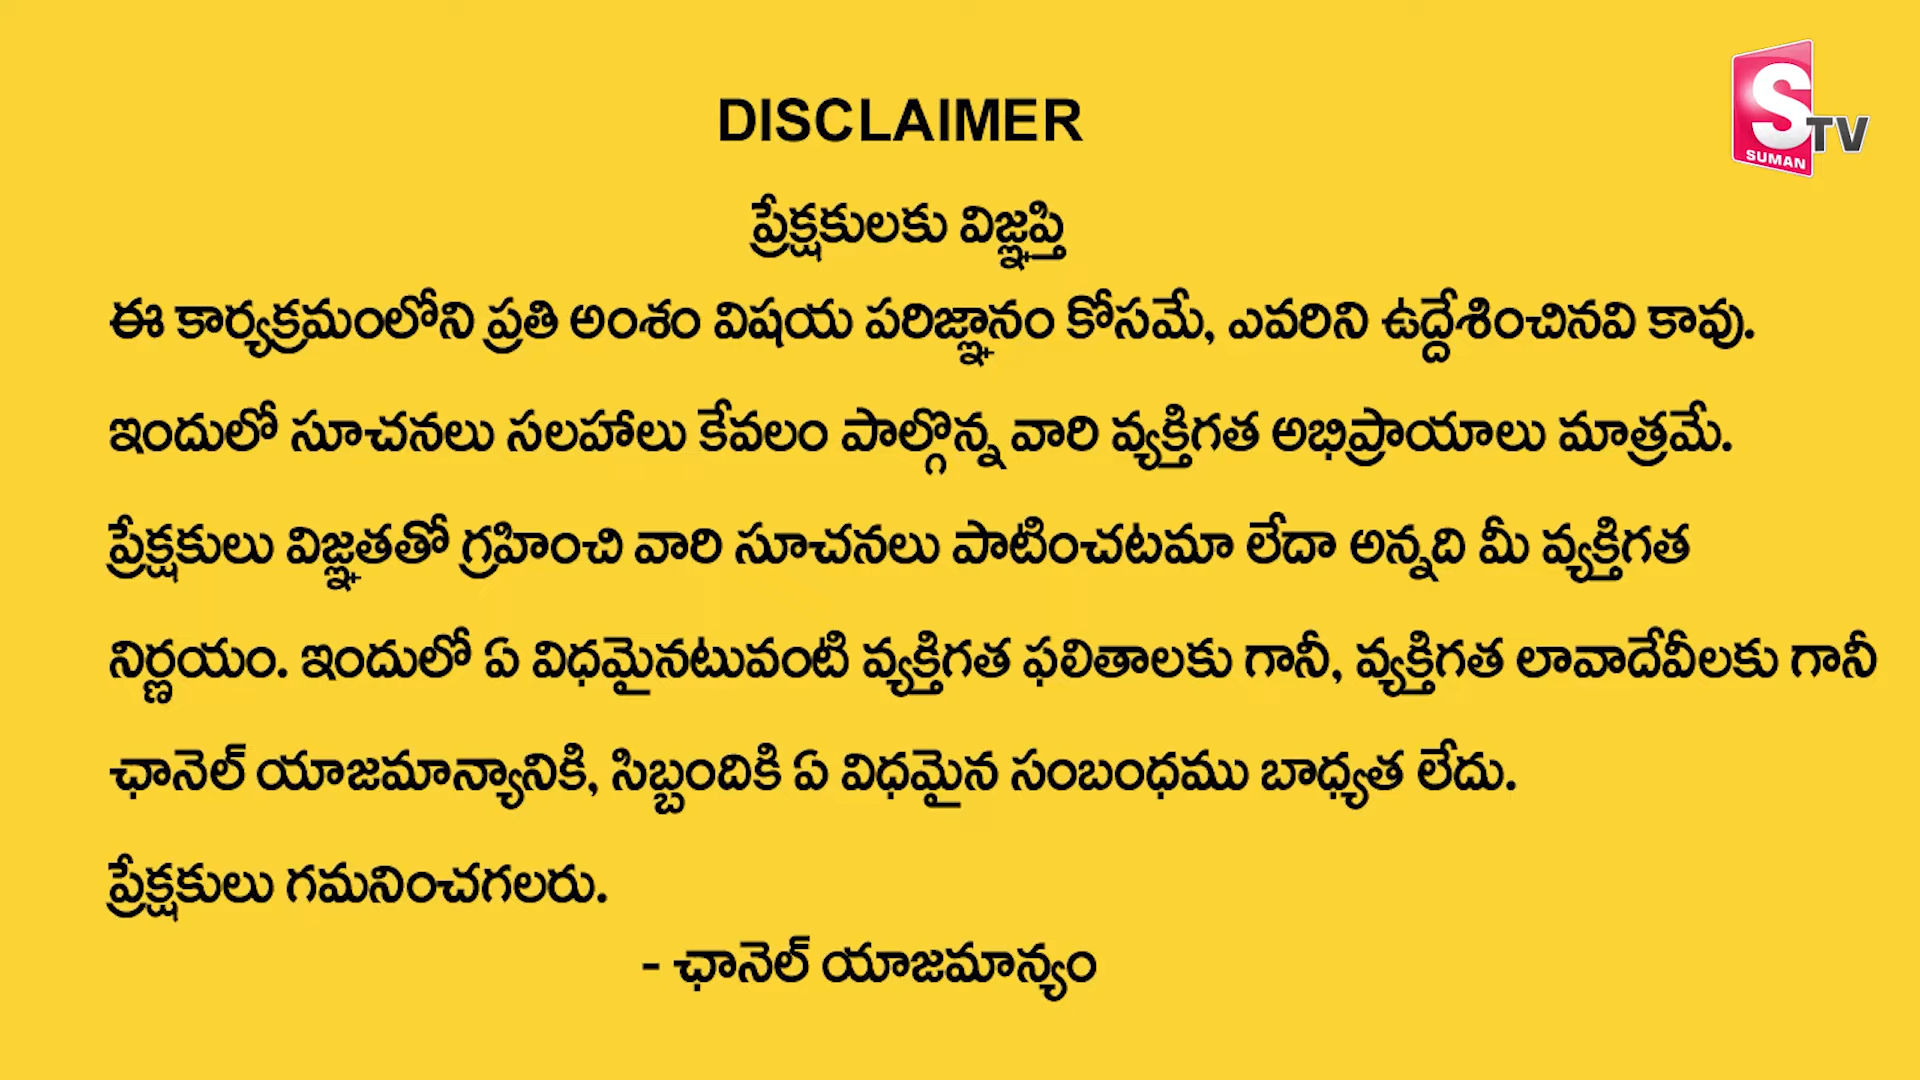 DISCLAIMER
S TV
SUMAN
ప్రేక్షకులకు విజ్ఞప్తి
ఈ కార్యక్రమంలోని ప్రతి అంశం విషయ పరిజ్ఞానం కోసమే, ఎవరిని ఉద్దేశించినవి కావు.
ఇందులో సూచనలు సలహాలు కేవలం పాల్గొన్న వారి వ్యక్తిగత అభిప్రాయాలు మాత్రమే.
ప్రేక్షకులు విజ్ఞతతో గ్రహించి వారి సూచనలు పాటించటమా లేదా అన్నది మీ వ్యక్తిగత
నిర్ణయం. ఇందులో ఏ విధమైనటువంటి వ్యక్తిగత ఫలితాలకు గానీ, వ్యక్తిగత లావాదేవీలకు గానీ
ఛానెల్ యాజమాన్యానికి, సిబ్బందికి ఏ విధమైన సంబంధము బాధ్యత లేదు.
ప్రేక్షకులు గమనించగలరు.
- ఛానెల్ యాజమాన్యం